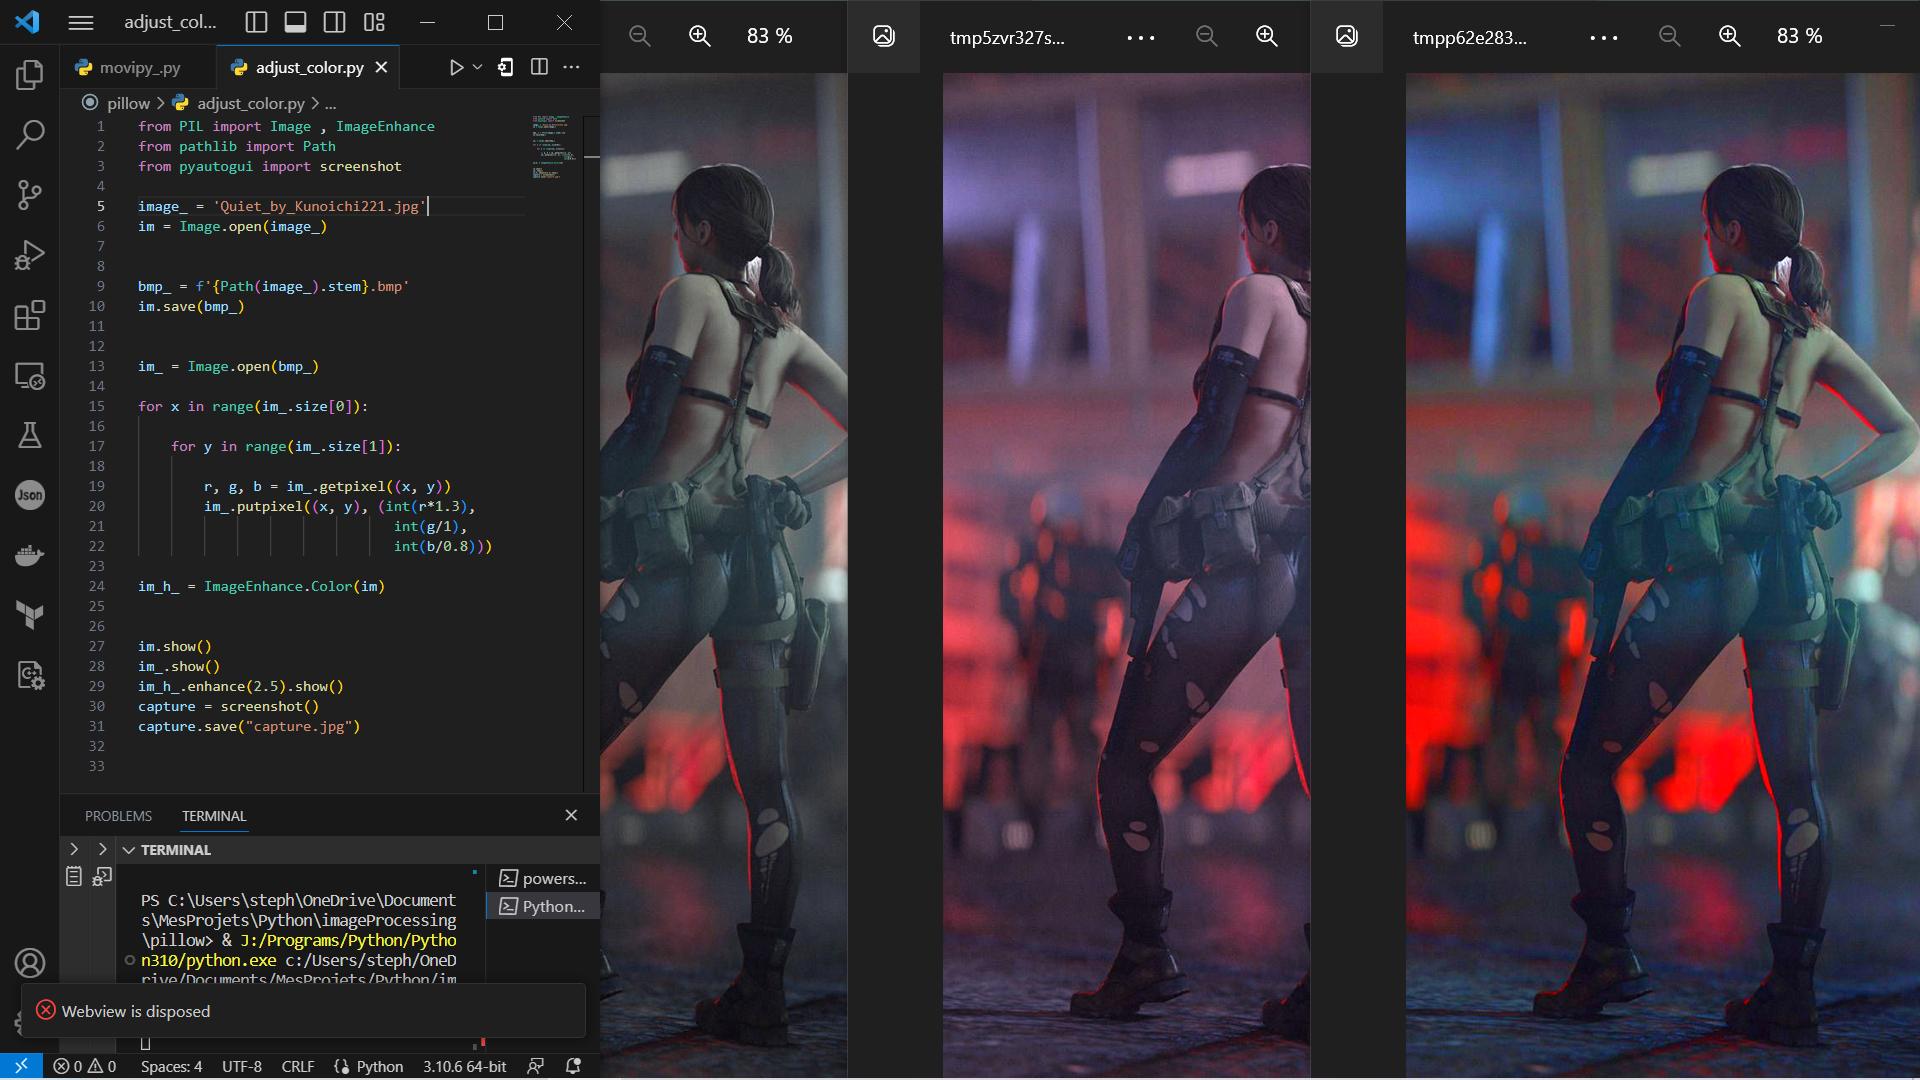 adjust_col...
movipy_.py
adjust_color.py
pillow > adjust_color.py > ...
1 from PIL import Image , ImageEnhance
2 from pathlib import Path
3 from pyautogui import screenshot
4
5 image_ = 'Quiet_by_Kunoichi221.jpg'
6 im = Image.open(image_)
7
8
9 bmp_ = f'{Path(image_).stem}.bmp'
10 im.save(bmp_)
11
12
13 im_ = Image.open(bmp_)
14
15 for x in range(im_.size[0]):
16
17 for y in range(im_.size[1]):
18
19 r, g, b = im_.getpixel((x, y))
20 im_.putpixel((x, y), (int(r*1.3),
21 int(g/1),
22 int(b/0.8)))
23
24 im_h_ = ImageEnhance.Color(im)
25
26
27 im.show()
28 im_.show()
29 im_h_.enhance(2.5).show()
30 capture = screenshot()
31 capture.save("capture.jpg")
32
33
PROBLEMS TERMINAL
TERMINAL
PS C:\Users\steph\OneDrive\Document
s\MesProjets\Python\imageProcessing
\pillow> & J:/Programs/Python/Pytho
n310/python.exe c:/Users/steph/OneD
rive/Documents/MesProjets/Python/im
powers...
Python...
Webview is disposed
0 0 Spaces: 4 UTF-8 CRLF Python 3.10.6 64-bit
Json
83 %
tmp5zvr327s...
tmpp62e283...
83 %